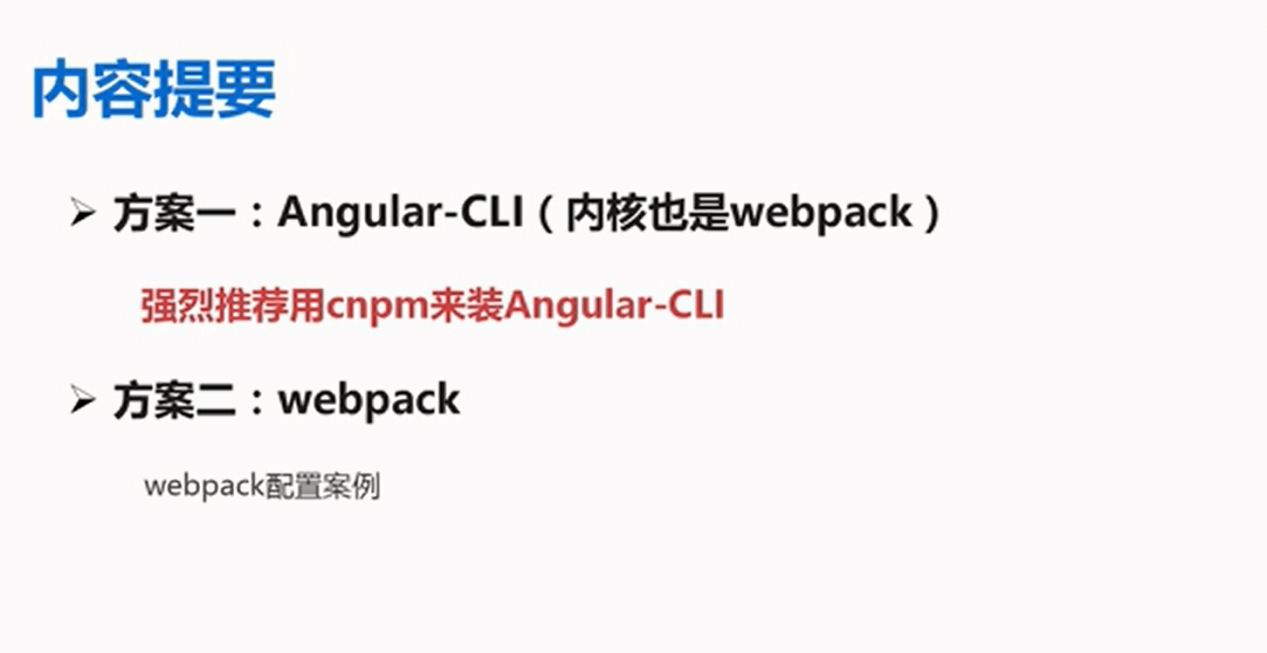 内容提要
方案一：Angular-CLI（内核也是webpack）
强烈推荐用cnpm来装Angular-CLI
方案二：webpack
webpack配置案例